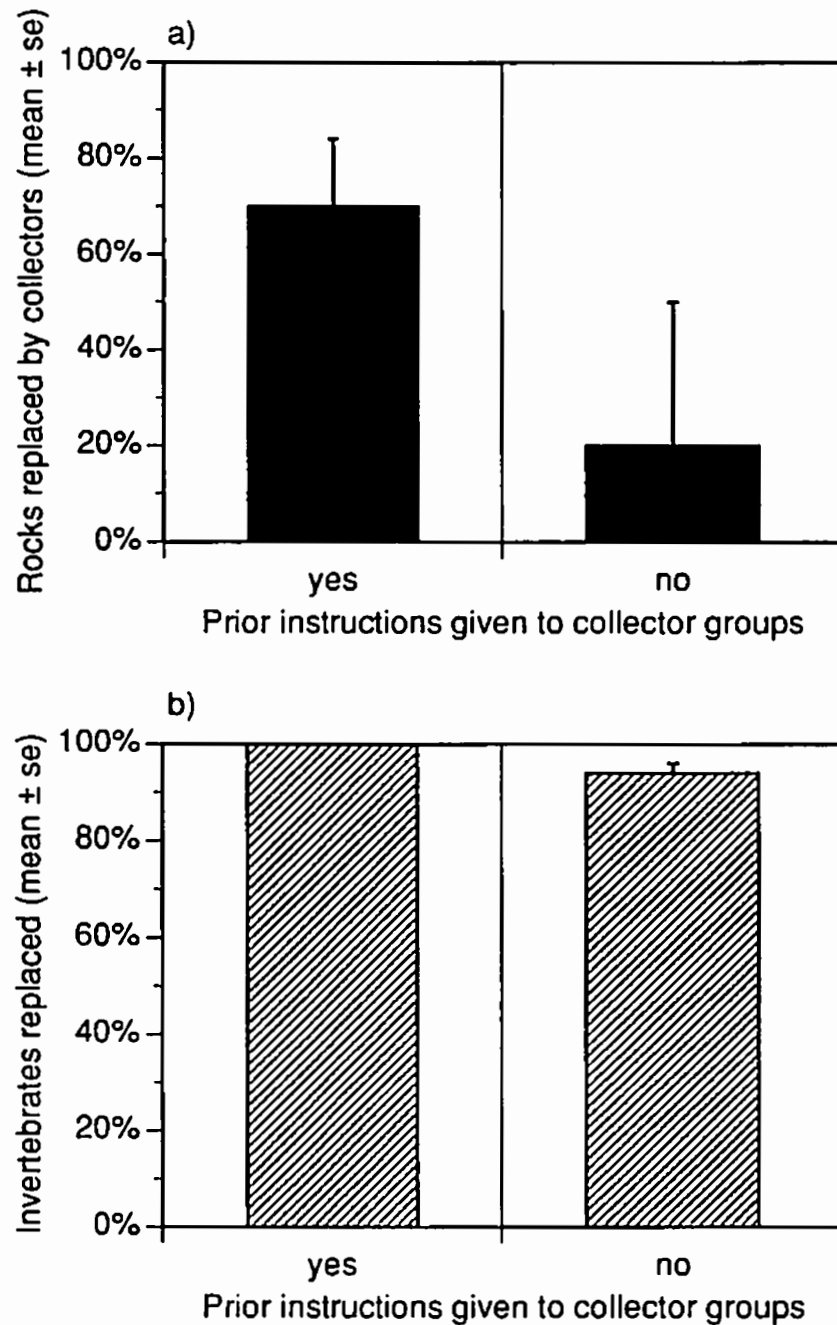 a)
Rocks replaced by collectors (mean ± se)
100%
80%
60%
40%
20%
0%
yes no
Prior instructions given to collector groups
b)
Invertebrates replaced (mean ± se)
100%
80%
60%
40%
20%
0%
yes no
Prior instructions given to collector groups